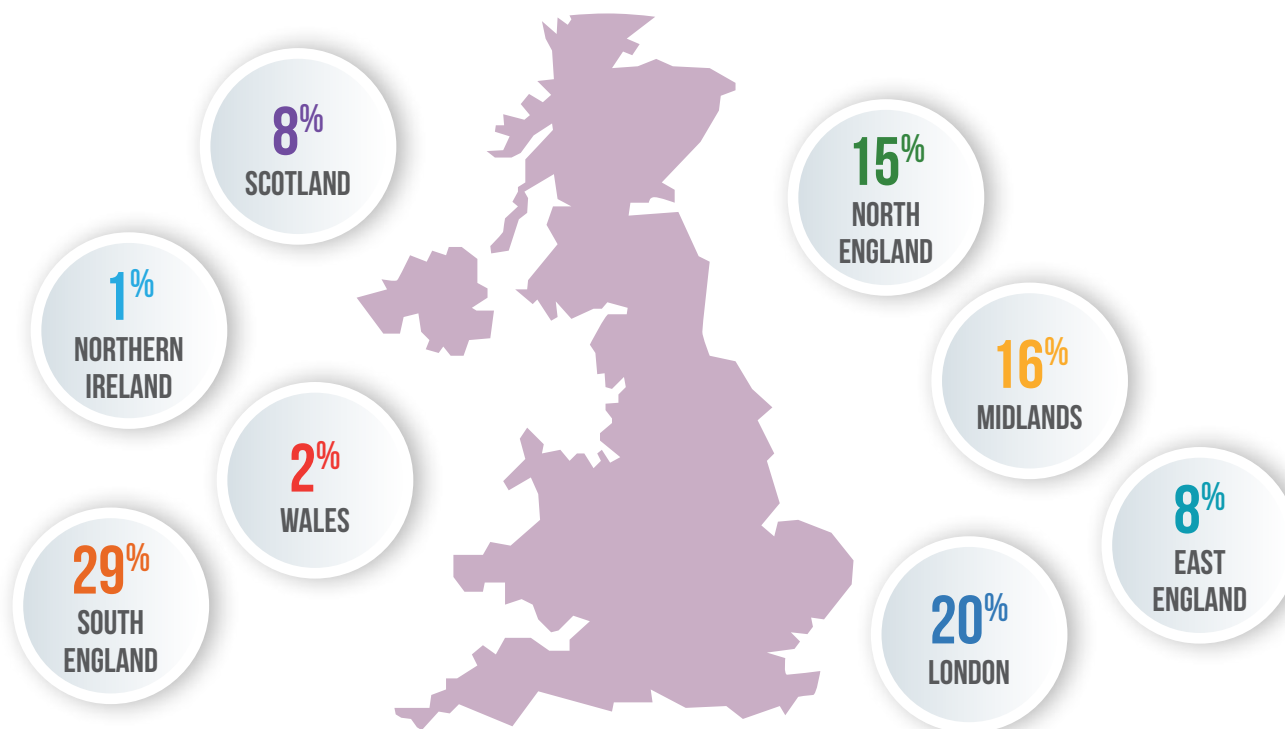 8%
SCOTLAND
15%
NORTH
ENGLAND
1%
NORTHERN
IRELAND
16%
MIDLANDS
2%
WALES
8%
EAST
ENGLAND
29%
SOUTH
ENGLAND
20%
LONDON